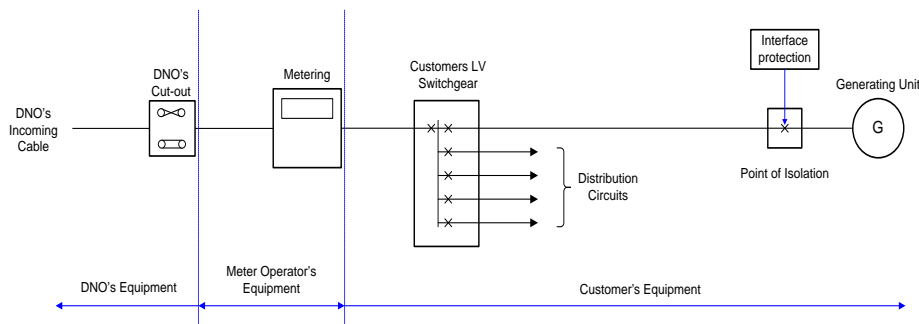 DNO's
Incoming
Cable
DNO's
Cut-out
Metering
Customers LV
Switchgear
Distribution
Circuits
Interface
protection
Point of Isolation
Generating Unit
G
DNO's Equipment
Meter Operator's
Equipment
Customer's Equipment